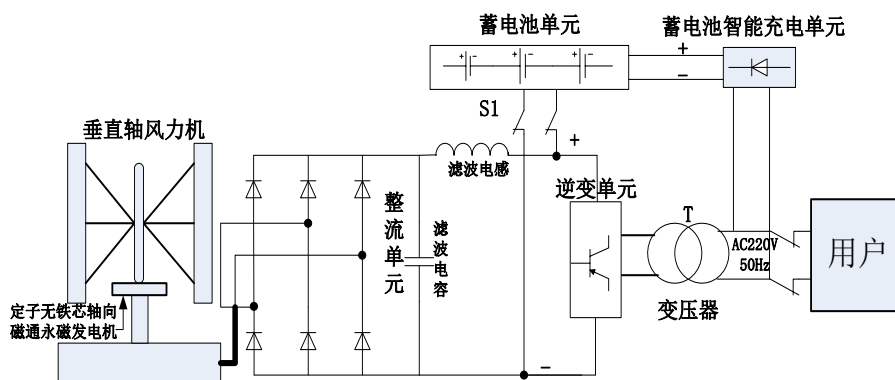 蓄电池单元
蓄电池智能充电单元
+
-
+
-
+
-
+
−
S1
垂直轴风力机
+
滤波电感
逆变单元
整流单元
滤波电容
T
AC220V
50Hz
用户
变压器
定子无铁芯轴向
磁通永磁发电机
−